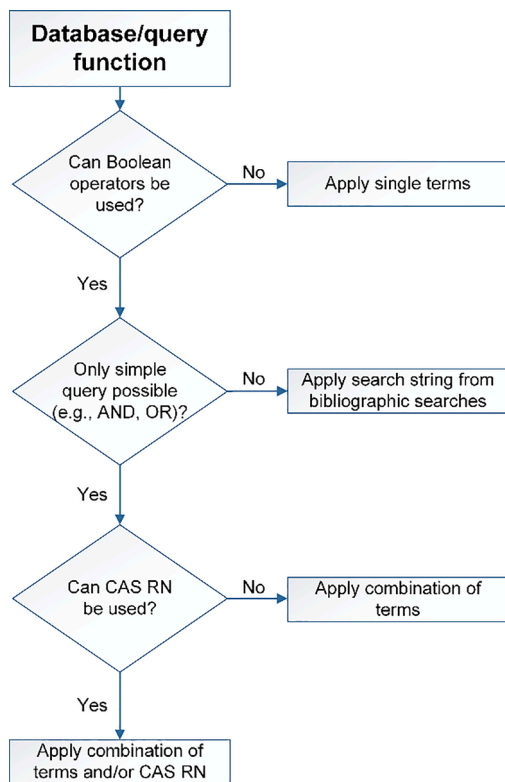 Database/query
function
Can Boolean
operators be
used?
No
Apply single terms
Yes
Only simple
query possible
(e.g., AND, OR)?
No
Apply search string from
bibliographic searches
Yes
Can CAS RN
be used?
No
Apply combination of
terms
Yes
Apply combination of
terms and/or CAS RN